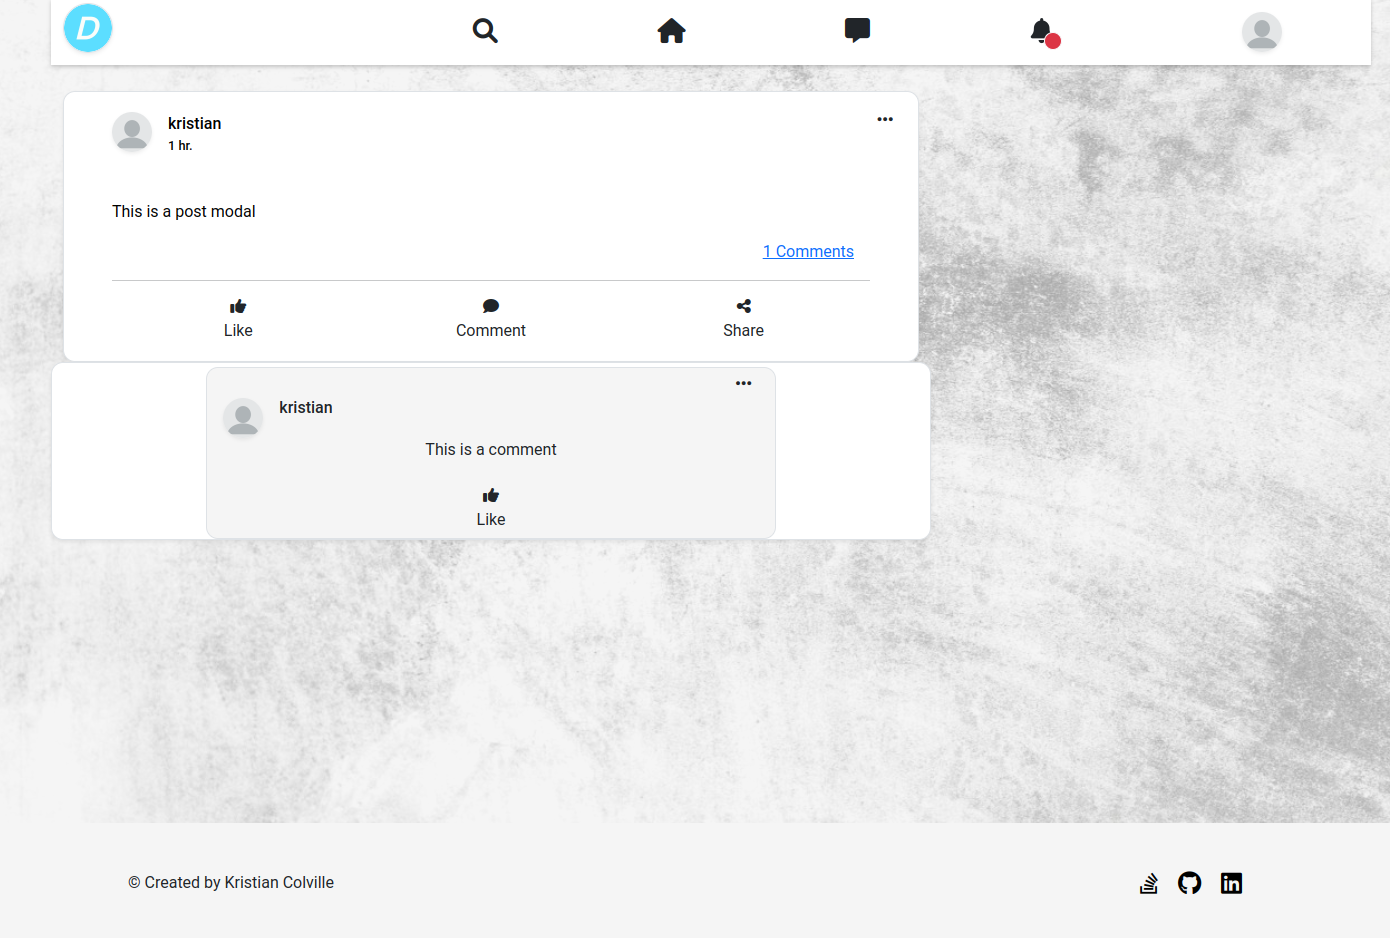 D
kristian
1 hr.
This is a post modal
1 Comments
Like
Comment
Share
kristian
This is a comment
Like
© Created by Kristian Colville
in